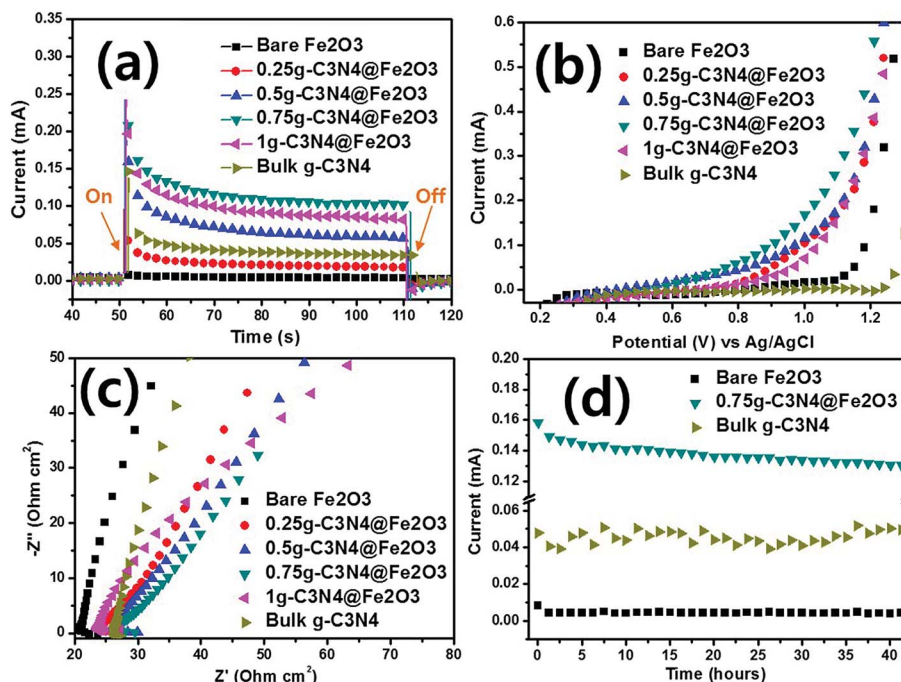 (a)
Current (mA)
0.35
0.30
0.25
0.20
0.15
0.10
0.05
0.00
Bare Fe2O3
0.25g-C3N4@Fe2O3
0.5g-C3N4@Fe2O3
0.75g-C3N4@Fe2O3
1g-C3N4@Fe2O3
Bulk g-C3N4
On
Off
40 50 60 70 80 90 100 110 120
Time (s)
(b)
Current (mA)
0.6
0.5
0.4
0.3
0.2
0.1
0.0
Bare Fe2O3
0.25g-C3N4@Fe2O3
0.5g-C3N4@Fe2O3
0.75g-C3N4@Fe2O3
1g-C3N4@Fe2O3
Bulk g-C3N4
0.2 0.4 0.6 0.8 1.0 1.2
Potential (V) vs Ag/AgCl
(c)
-Z" (Ohm cm²)
50
40
30
20
10
0
Bare Fe2O3
0.25g-C3N4@Fe2O3
0.5g-C3N4@Fe2O3
0.75g-C3N4@Fe2O3
1g-C3N4@Fe2O3
Bulk g-C3N4
20 30 40 50 60 70 80
Z' (Ohm cm²)
(d)
Current (mA)
0.20
0.18
0.16
0.14
0.12
0.06
0.04
0.02
0.00
Bare Fe2O3
0.75g-C3N4@Fe2O3
Bulk g-C3N4
0 5 10 15 20 25 30 35 40
Time (hours)